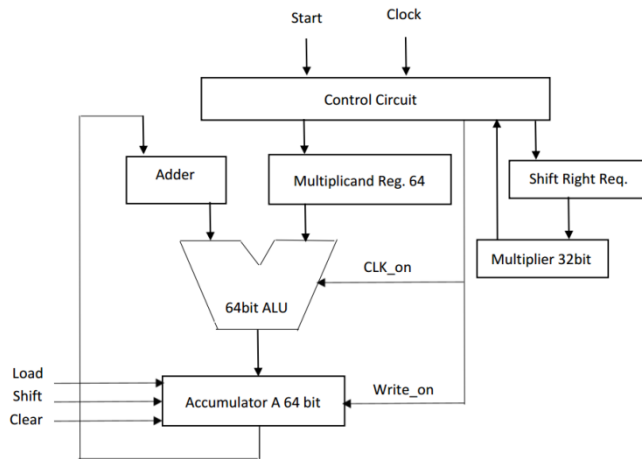 Start
Clock
Control Circuit
Adder
Multiplicand Reg. 64
Shift Right Req.
Multiplier 32bit
CLK_on
64bit ALU
Load
Shift
Clear
Accumulator A 64 bit
Write_on